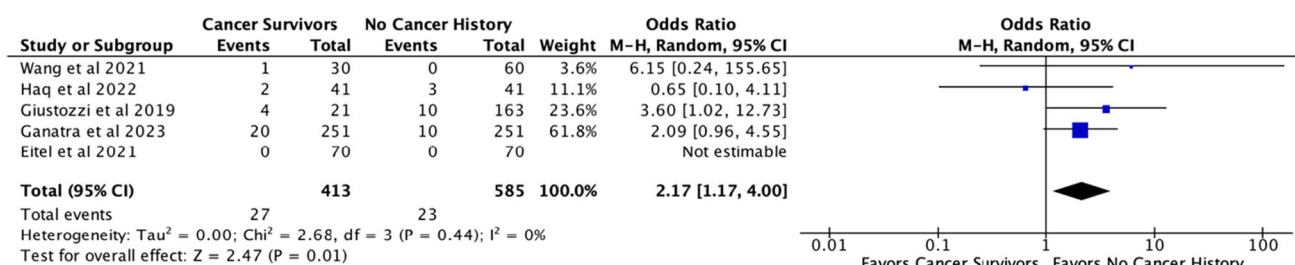 Cancer Survivors No Cancer History Odds Ratio Odds Ratio
Study or Subgroup Events Total Events Total Weight M-H, Random, 95% CI M-H, Random, 95% CI
Wang et al 2021 1 30 0 60 3.6% 6.15 [0.24, 155.65]
Haq et al 2022 2 41 3 41 11.1% 0.65 [0.10, 4.11]
Giustozzi et al 2019 4 21 10 163 23.6% 3.60 [1.02, 12.73]
Ganatra et al 2023 20 251 10 251 61.8% 2.09 [0.96, 4.55]
Eitel et al 2021 0 70 0 70 Not estimable
Total (95% CI) 413 585 100.0% 2.17 [1.17, 4.00]
Total events 27 23
Heterogeneity: Tau² = 0.00; Chi² = 2.68, df = 3 (P = 0.44); I² = 0%
Test for overall effect: Z = 2.47 (P = 0.01)
0.01 0.1 1 10 100
Favors Cancer Survivors Favors No Cancer History